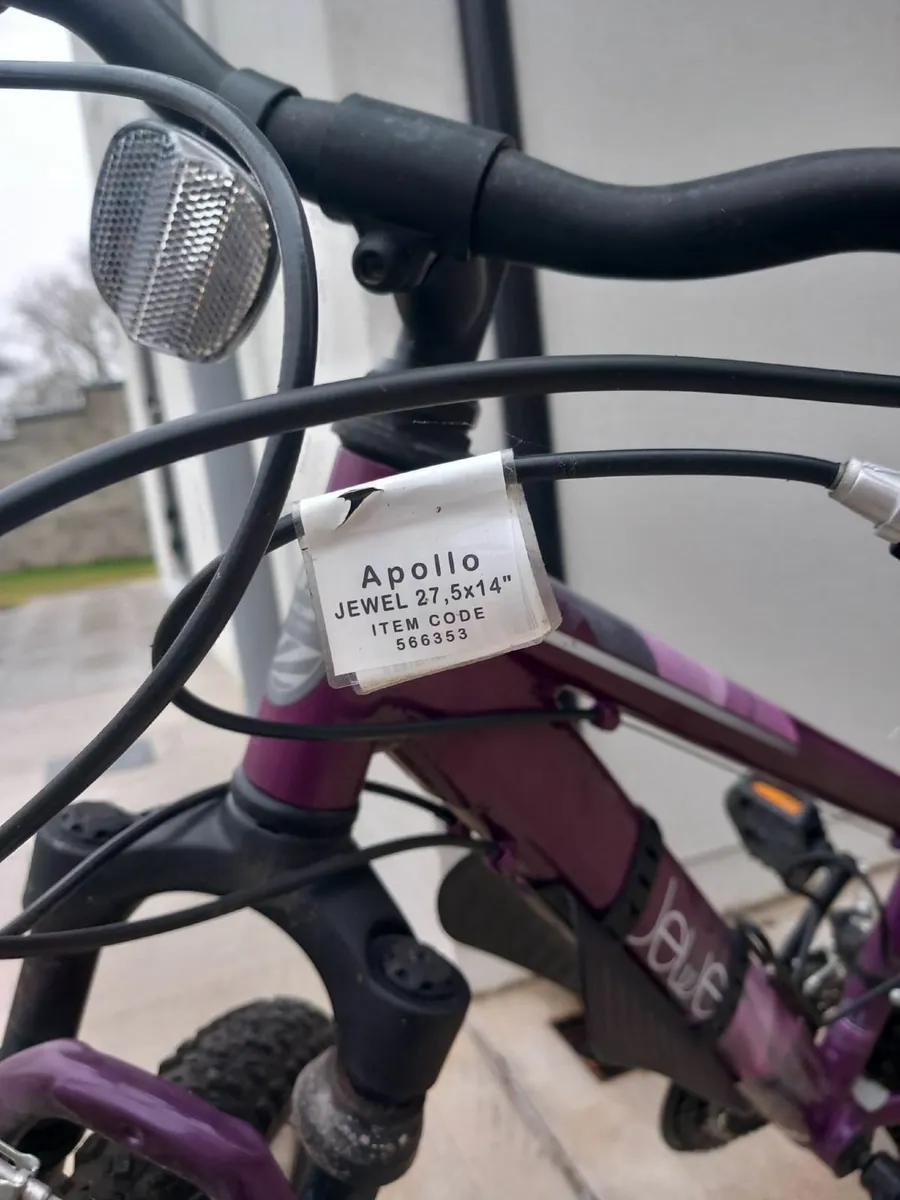 Apollo
JEWEL 27,5x14"
ITEM CODE
566353
Jewel